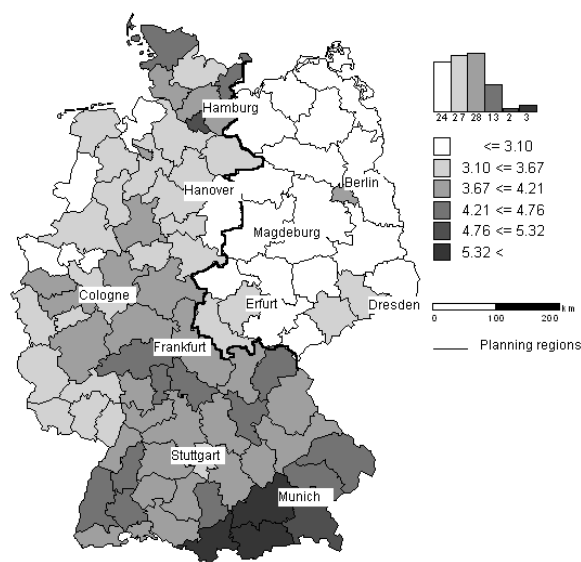 Hamburg
24 27 28 13 2 3
<= 3.10
3.10 <= 3.67
Hanover
Berlin
3.67 <= 4.21
4.21 <= 4.76
Magdeburg
4.76 <= 5.32
5.32 <
Cologne
Erfurt
Dresden
km
0 100 200
Frankfurt
Planning regions
Stuttgart
Munich